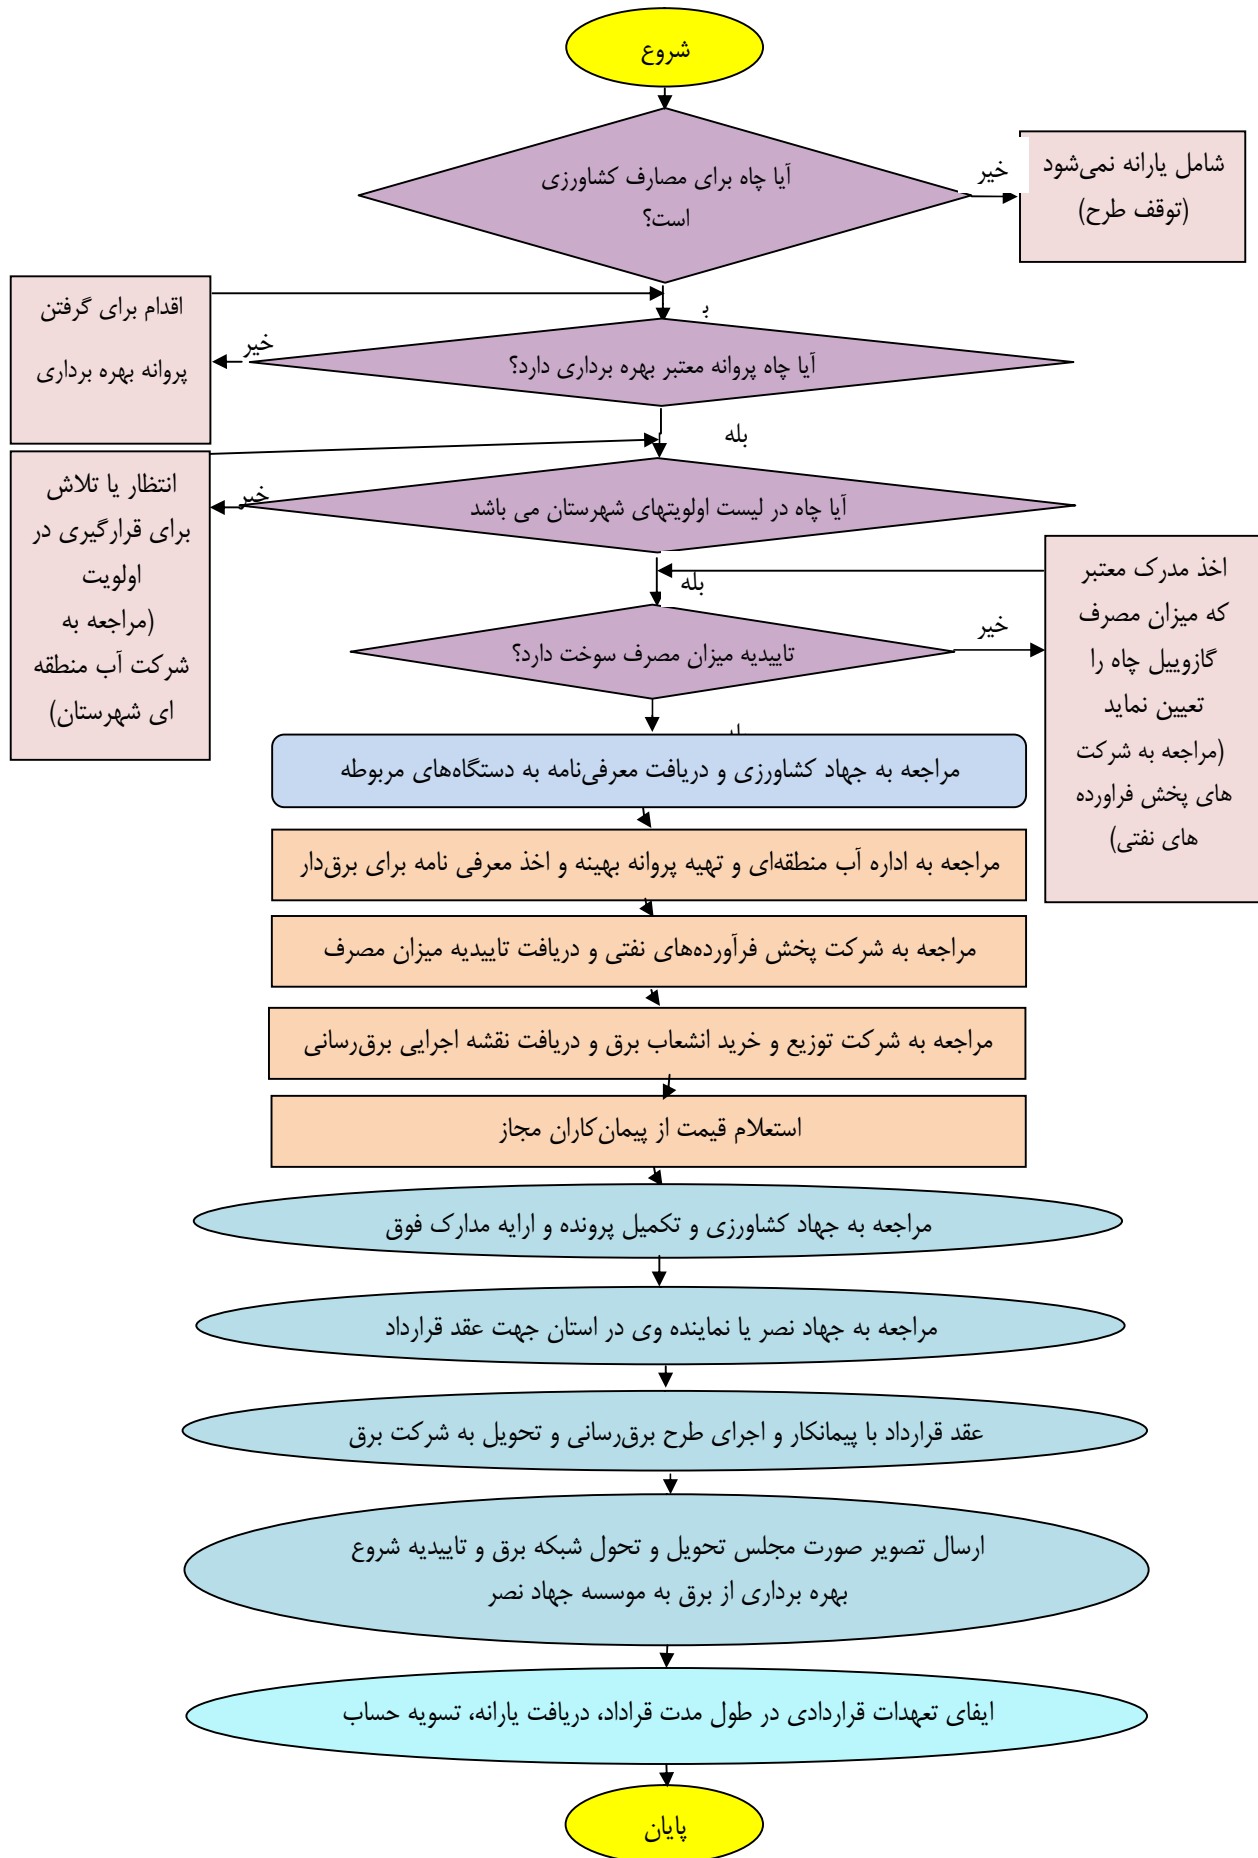 شروع
آیا چاه برای مصارف کشاورزی
است؟
خیر
شامل یارانه نمی‌شود
(توقف طرح)
اقدام برای گرفتن
پروانه بهره برداری
خیر
آیا چاه پروانه معتبر بهره برداری دارد؟
بله
انتظار یا تلاش
برای قرارگیری در
اولویت
(مراجعه به
شرکت آب منطقه
ای شهرستان)
خیر
آیا چاه در لیست اولویتهای شهرستان می باشد
بله
تاییدیه میزان مصرف سوخت دارد؟
خیر
اخذ مدرک معتبر
که میزان مصرف
گازوییل چاه را
تعیین نماید
(مراجعه به شرکت
های پخش فراورده
های نفتی)
مراجعه به جهاد کشاورزی و دریافت معرفی‌نامه به دستگاه‌های مربوطه
مراجعه به اداره آب منطقه‌ای و تهیه پروانه بهینه و اخذ معرفی نامه برای برق‌دار
مراجعه به شرکت پخش فرآورده‌های نفتی و دریافت تاییدیه میزان مصرف
مراجعه به شرکت توزیع و خرید انشعاب برق و دریافت نقشه اجرایی برق‌رسانی
استعلام قیمت از پیمان‌کاران مجاز
مراجعه به جهاد کشاورزی و تکمیل پرونده و ارایه مدارک فوق
مراجعه به جهاد نصر یا نماینده وی در استان جهت عقد قرارداد
عقد قرارداد با پیمانکار و اجرای طرح برق‌رسانی و تحویل به شرکت برق
ارسال تصویر صورت مجلس تحویل و تحول شبکه برق و تاییدیه شروع
بهره برداری از برق به موسسه جهاد نصر
ایفای تعهدات قراردادی در طول مدت قراداد، دریافت یارانه، تسویه حساب
پایان